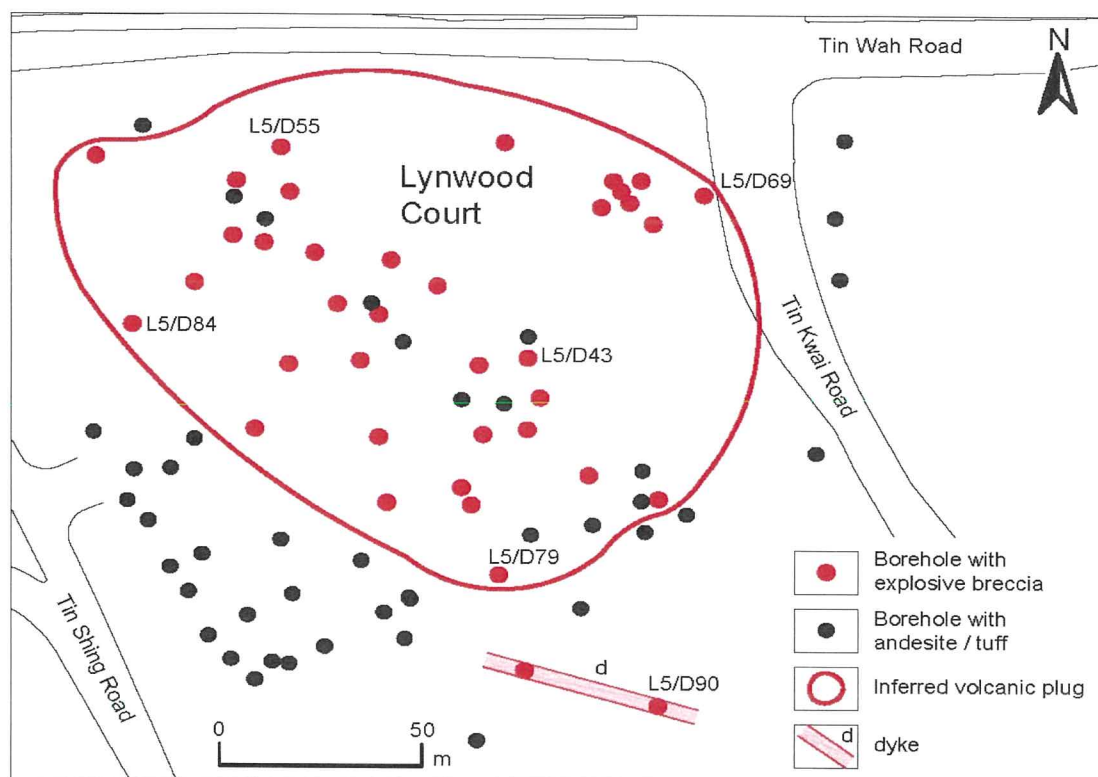 Tin Wah Road
N
L5/D55
Lynwood
Court
L5/D69
L5/D84
L5/D43
Tin Kwai Road
L5/D79
Tin Shing Road
d
L5/D90
0
50
m
Borehole with
explosive breccia
Borehole with
andesite / tuff
Inferred volcanic plug
d
dyke